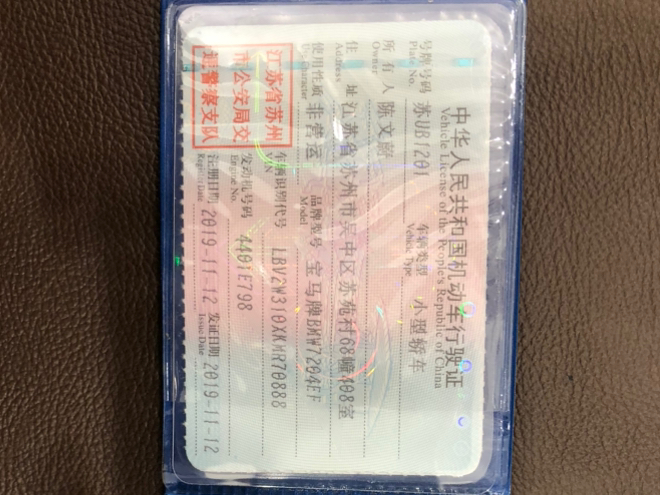 中华人民共和国机动车行驶证
Vehicle License of the People's Republic of China
号牌号码 苏UB1201 车辆类型 小型轿车
Plate No. Vehicle Type
所有人 陈文蔚
Owner
住址 江苏省苏州市吴中区苏苑村68幢408室
Address
使用性质 非营运 品牌型号 宝马牌BMW7204EF
Use Character Model
江苏省苏州
市公安局交
通警察支队
车辆识别代号 LBV2W310XKMR70888
VIN
发动机号码 4401E798
Engine No.
注册日期 2019-11-12 发证日期 2019-11-12
Register Date Issue Date